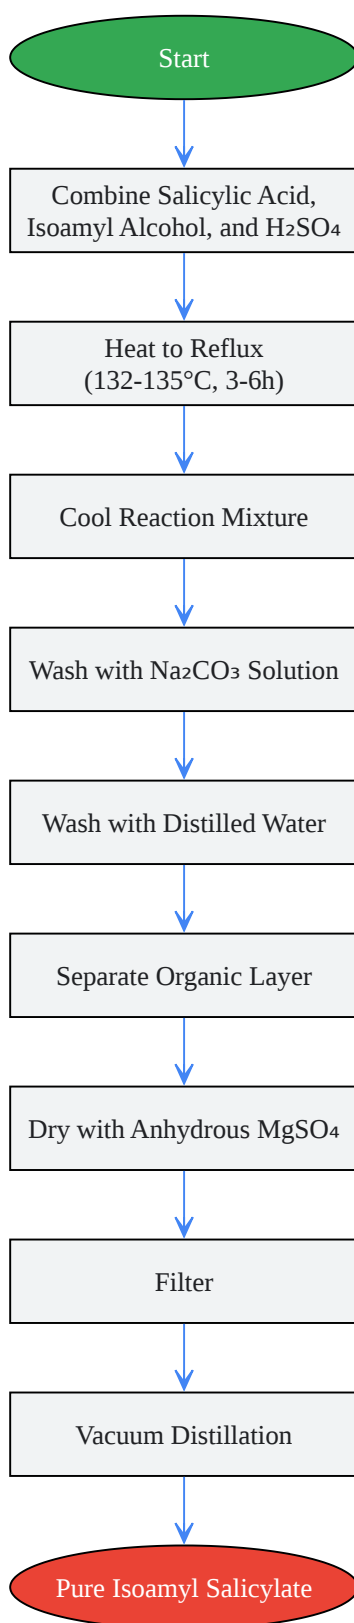 Start
Combine Salicylic Acid,
Isoamyl Alcohol, and H₂SO₄
Heat to Reflux
(132-135°C, 3-6h)
Cool Reaction Mixture
Wash with Na₂CO₃ Solution
Wash with Distilled Water
Separate Organic Layer
Dry with Anhydrous MgSO₄
Filter
Vacuum Distillation
Pure Isoamyl Salicylate